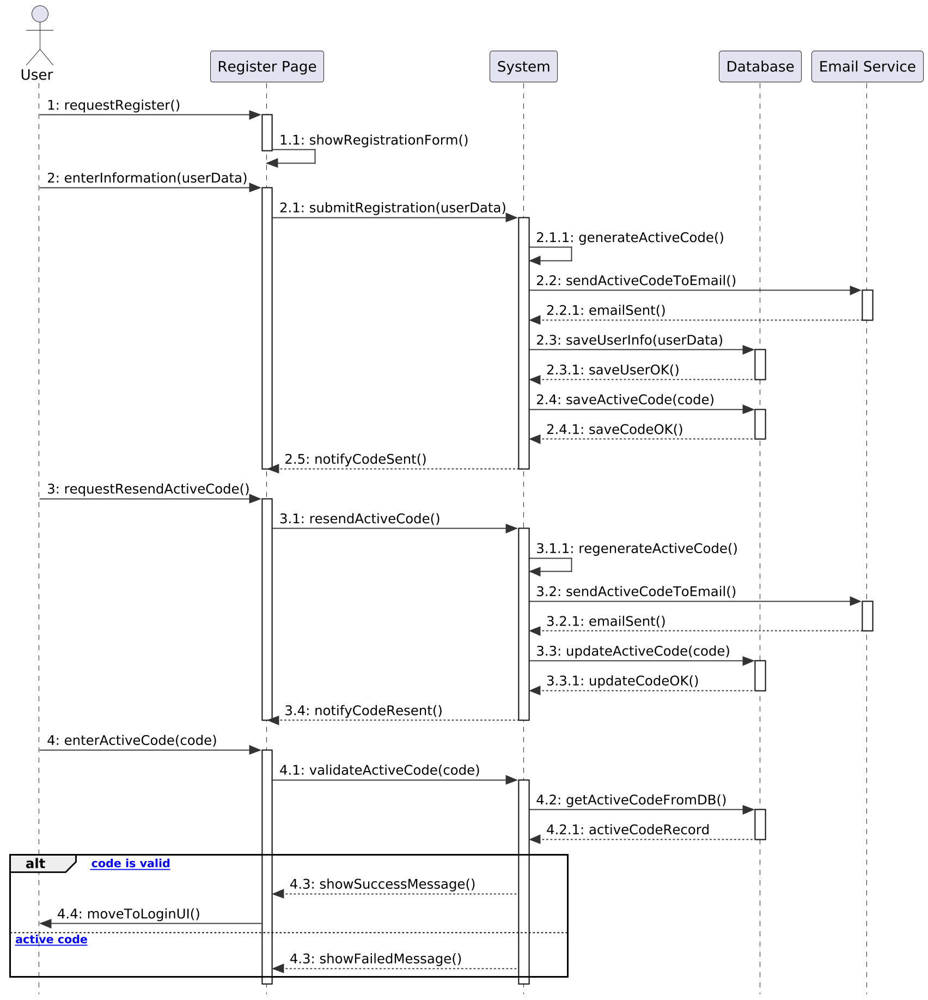 User
Register Page
System
Database
Email Service
1: requestRegister()
1.1: showRegistrationForm()
2: enterInformation(userData)
2.1: submitRegistration(userData)
2.1.1: generateActiveCode()
2.2: sendActiveCodeToEmail()
2.2.1: emailSent()
2.3: saveUserInfo(userData)
2.3.1: saveUserOK()
2.4: saveActiveCode(code)
2.4.1: saveCodeOK()
2.5: notifyCodeSent()
3: requestResendActiveCode()
3.1: resendActiveCode()
3.1.1: regenerateActiveCode()
3.2: sendActiveCodeToEmail()
3.2.1: emailSent()
3.3: updateActiveCode(code)
3.3.1: updateCodeOK()
3.4: notifyCodeResent()
4: enterActiveCode(code)
4.1: validateActiveCode(code)
4.2: getActiveCodeFromDB()
4.2.1: activeCodeRecord
alt code is valid
4.3: showSuccessMessage()
4.4: moveToLoginUI()
active code
4.3: showFailedMessage()